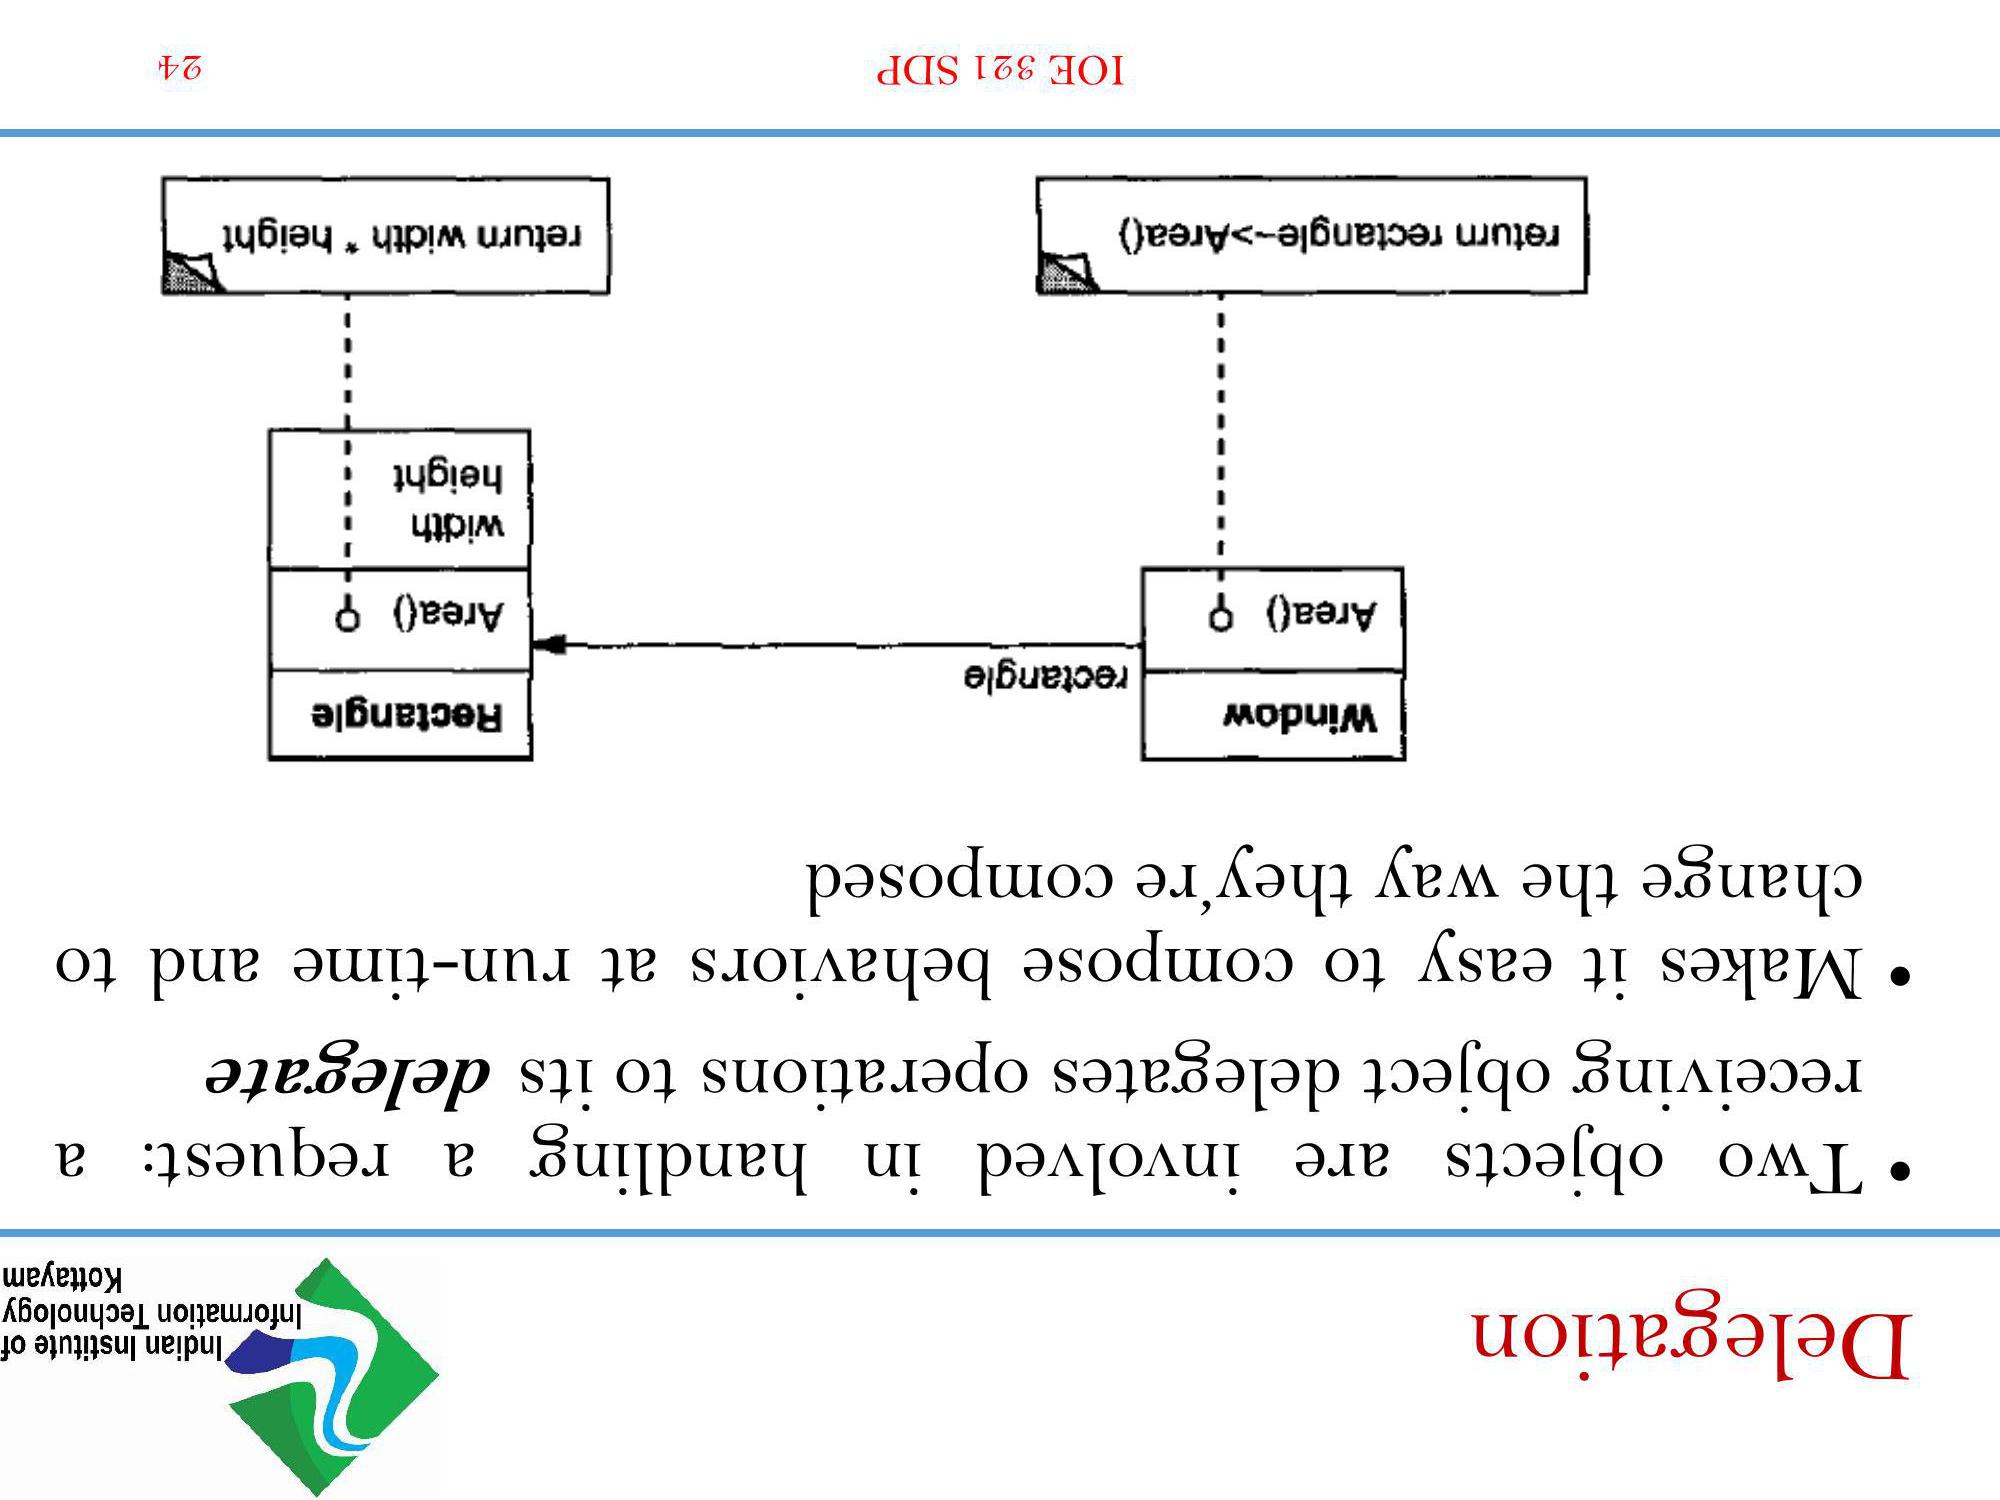 Delegation
Indian Institute of
Information Technology
Kottayam
• Two objects are involved in handling a request: a
receiving object delegates operations to its delegate
• Makes it easy to compose behaviors at run-time and to
change the way they're composed
Window
Area()
rectangle
Rectangle
Area()
width
height
return rectangle->Area()
return width * height
IOE 321 SDP
24